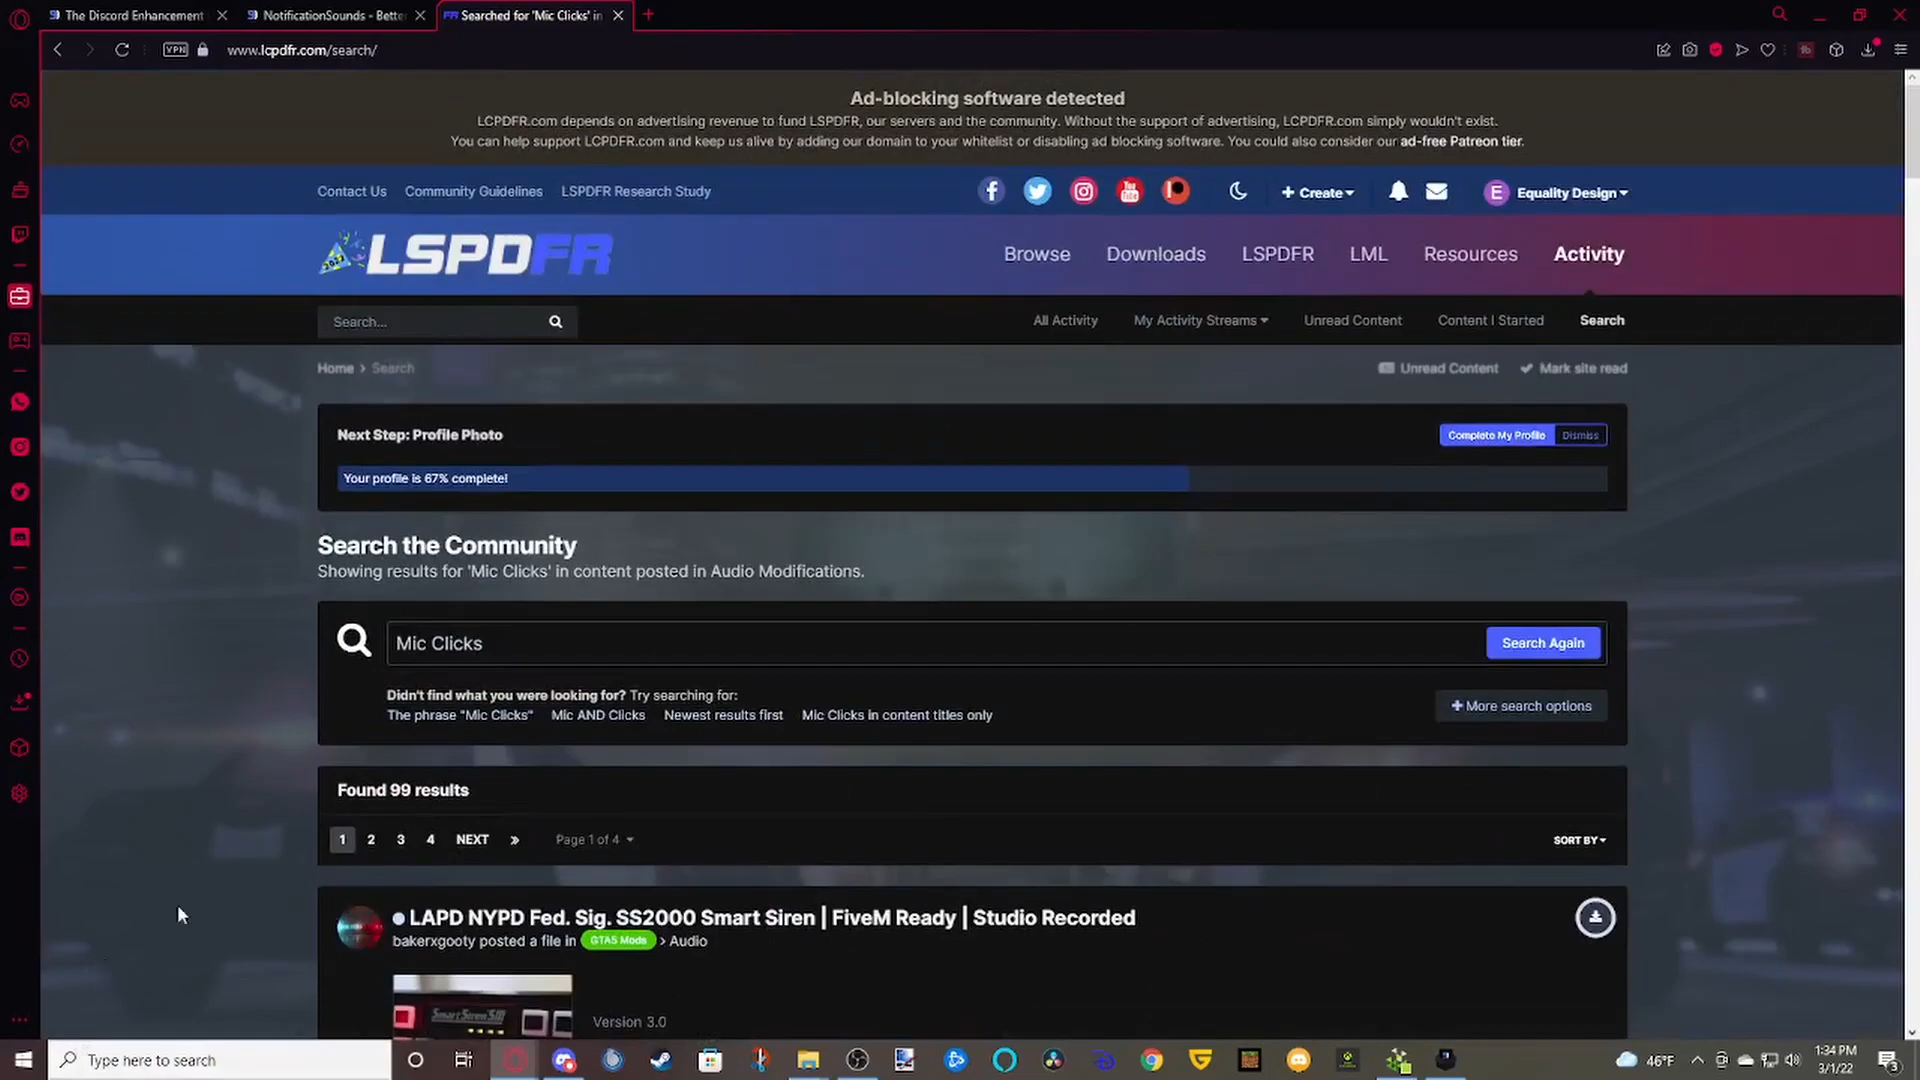 The Discord Enhancement
NotificationSounds - Bette
Searched for 'Mic Clicks' in
VPN
www.lcpdfr.com/search/
Ad-blocking software detected
LCPDFR.com depends on advertising revenue to fund LSPDFR, our servers and the community. Without the support of advertising, LCPDFR.com simply wouldn't exist.
You can help support LCPDFR.com and keep us alive by adding our domain to your whitelist or disabling ad blocking software. You could also consider our ad-free Patreon tier.
Contact Us Community Guidelines LSPDFR Research Study
+ Create E Equality Design
LSPDFR
Browse Downloads LSPDFR LML Resources Activity
Search...
All Activity My Activity Streams Unread Content Content I Started Search
Home > Search
Unread Content Mark site read
Next Step: Profile Photo
Complete My Profile Dismiss
Your profile is 67% complete!
Search the Community
Showing results for 'Mic Clicks' in content posted in Audio Modifications.
Mic Clicks
Search Again
Didn't find what you were looking for? Try searching for:
The phrase "Mic Clicks" Mic AND Clicks Newest results first Mic Clicks in content titles only
+ More search options
Found 99 results
1 2 3 4 NEXT » Page 1 of 4
SORT BY
LAPD NYPD Fed. Sig. SS2000 Smart Siren | FiveM Ready | Studio Recorded
bakerxgooty posted a file in GTA5 Mods > Audio
Version 3.0
Type here to search
46°F
1:34 PM
3/1/22
3